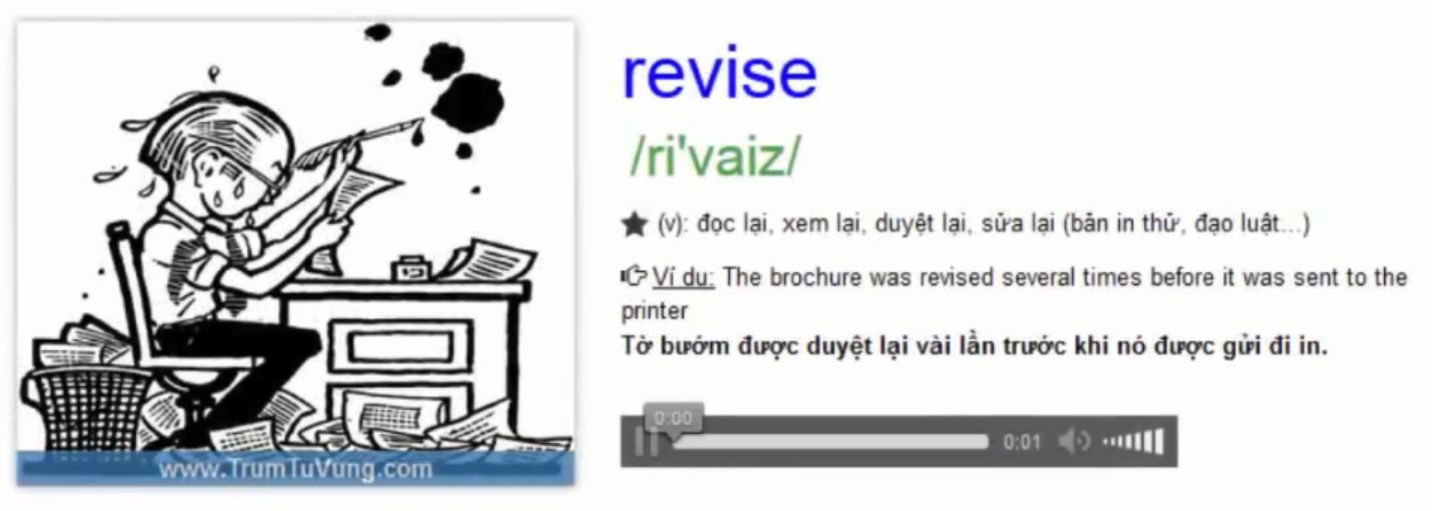 revise
/ri'vaiz/
★ (v): đọc lại, xem lại, duyệt lại, sửa lại (bản in thử, đạo luật...)
Ví dụ: The brochure was revised several times before it was sent to the
printer
Tờ bướm được duyệt lại vài lần trước khi nó được gửi đi in.
0:00
0:01
www.TrumTuVung.com